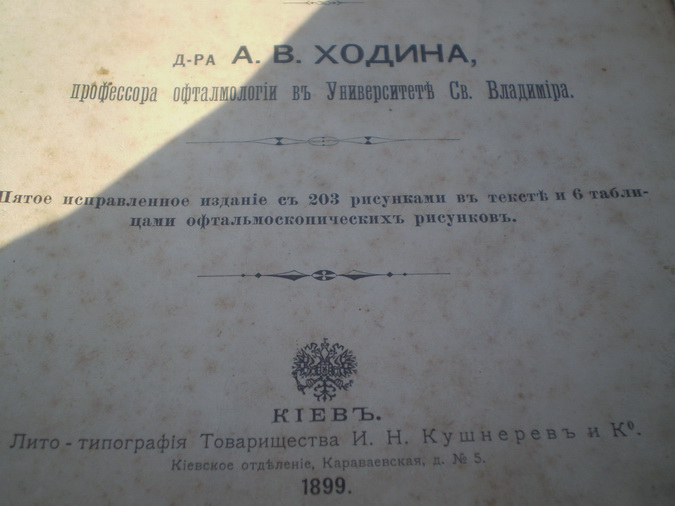 Д-РА А. В. ХОДИНА,
профессора офталмологіи въ Университетѣ Св. Владиміра.
Пятое исправленное изданіе съ 203 рисунками въ текстѣ и 6 табли-
цами офтальмоскопическихъ рисунковъ.
КІЕВЪ.
Лито-типографія Товарищества И. Н. Кушнеревъ и Кº.
Кіевское отдѣленіе, Караваевская, д. № 5.
1899.